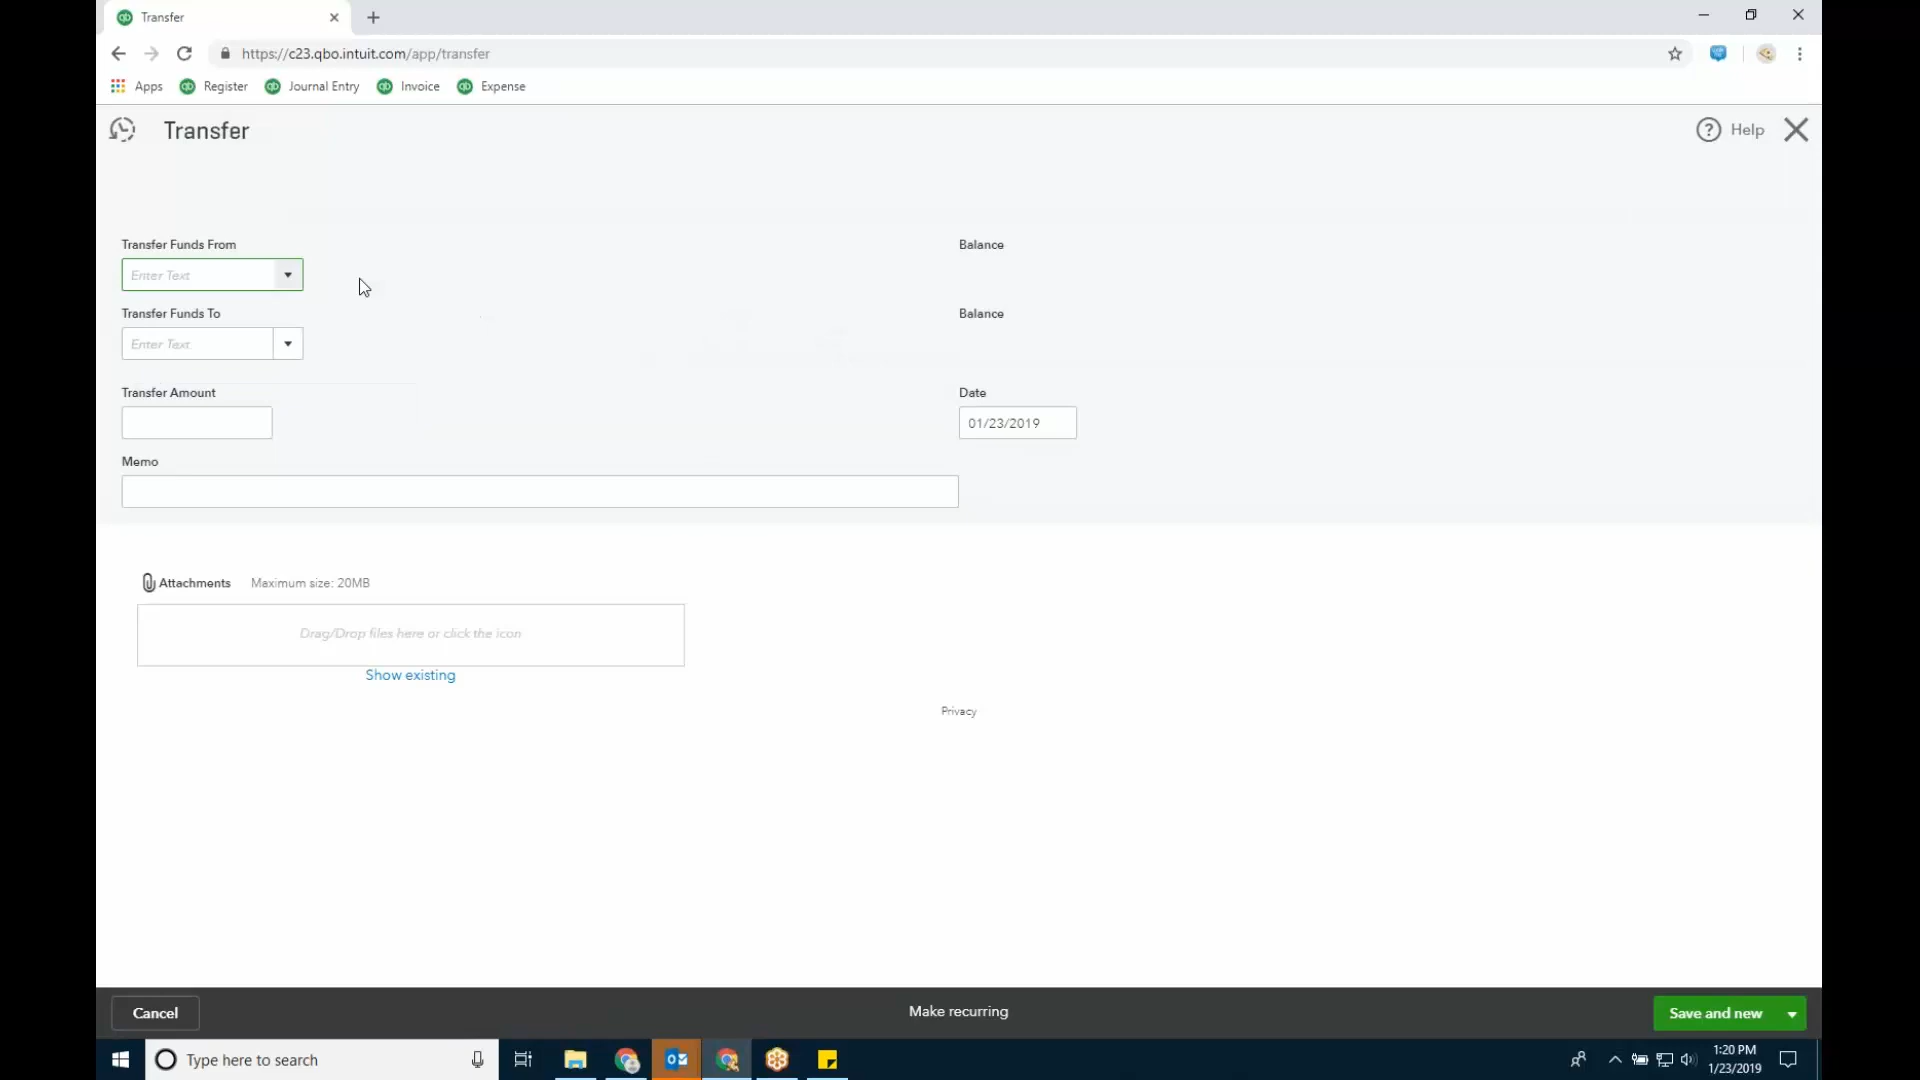 Transfer
https://c23.qbo.intuit.com/app/transfer
Apps Register Journal Entry Invoice Expense
Transfer
Help
Transfer Funds From Balance
Enter Text
Transfer Funds To Balance
Enter Text
Transfer Amount Date
01/23/2019
Memo
Attachments Maximum size: 20MB
Drag/Drop files here or click the icon
Show existing
Privacy
Cancel Make recurring Save and new
Type here to search
1:20 PM
1/23/2019